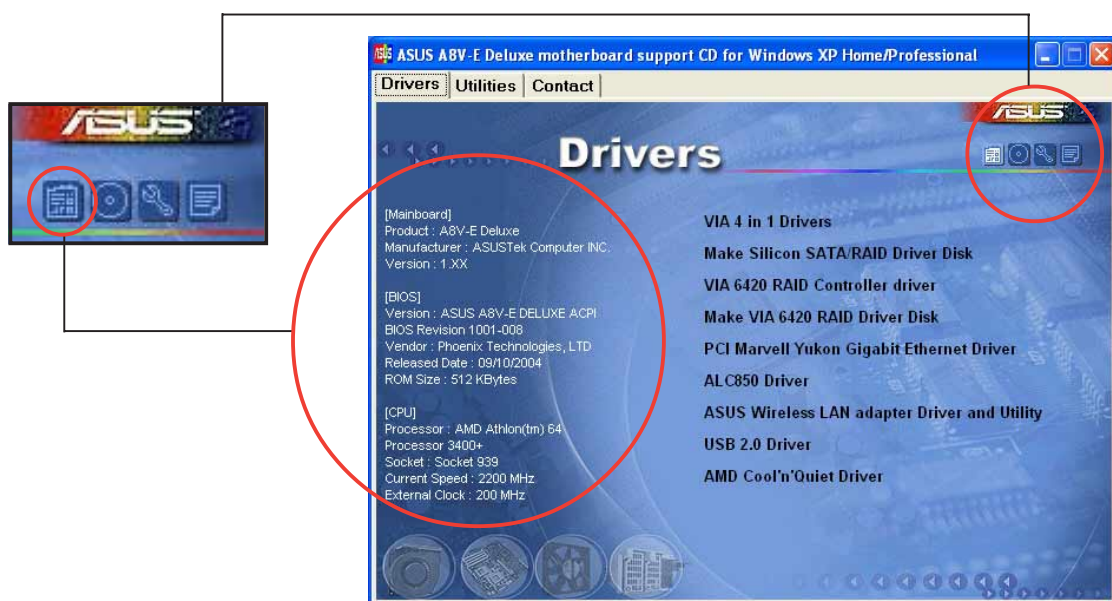 ASUS A8V-E Deluxe motherboard support CD for Windows XP Home/Professional
Drivers Utilities Contact
/SUS
/SUS
Drivers
[Mainboard]
Product : A8V-E Deluxe
Manufacturer : ASUSTek Computer INC.
Version : 1.XX
[BIOS]
Version : ASUS A8V-E DELUXE ACPI
BIOS Revision 1001-008
Vendor : Phoenix Technologies, LTD
Released Date : 09/10/2004
ROM Size : 512 KBytes
[CPU]
Processor : AMD Athlon(tm) 64
Processor 3400+
Socket : Socket 939
Current Speed : 2200 MHz
External Clock : 200 MHz
VIA 4 in 1 Drivers
Make Silicon SATA/RAID Driver Disk
VIA 6420 RAID Controller driver
Make VIA 6420 RAID Driver Disk
PCI Marvell Yukon Gigabit Ethernet Driver
ALC850 Driver
ASUS Wireless LAN adapter Driver and Utility
USB 2.0 Driver
AMD Cool'n'Quiet Driver